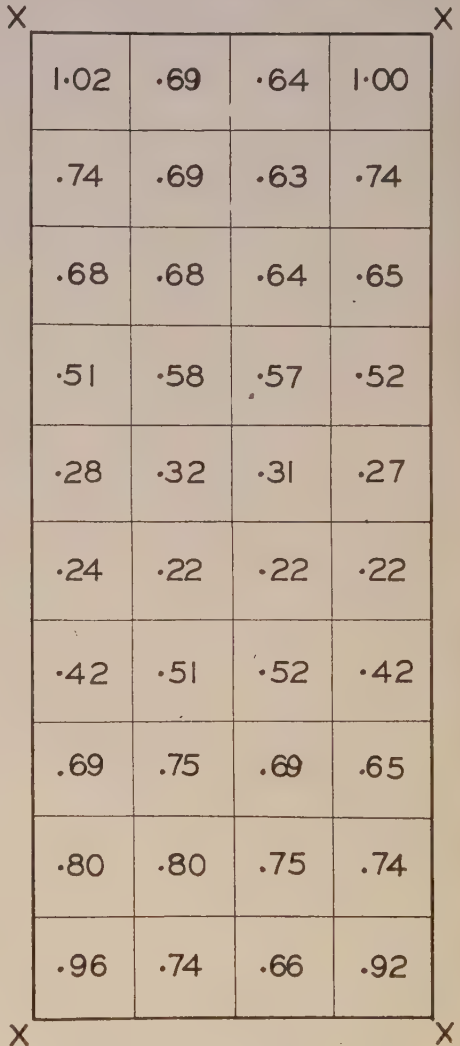 X X
1·02 ·69 ·64 1·00
·74 ·69 ·63 ·74
·68 ·68 ·64 ·65
·51 ·58 ·57 ·52
·28 ·32 ·31 ·27
·24 ·22 ·22 ·22
·42 ·51 ·52 ·42
·69 ·75 ·69 ·65
·80 ·80 ·75 ·74
·96 ·74 ·66 ·92
X X